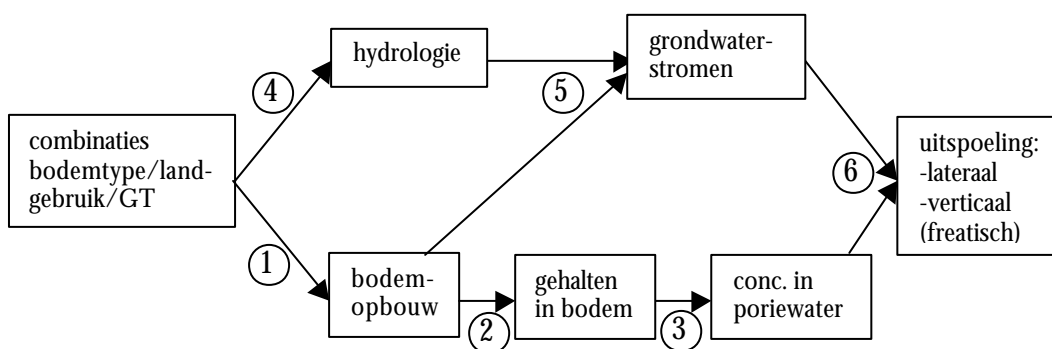 combinaties
bodemtype/land-
gebruik/GT
4
hydrologie
5
grondwater-
stromen
1
bodem-
opbouw
2
gehalten
in bodem
3
conc. in
poriewater
6
uitspoeling:
-lateraal
-verticaal
(freatisch)